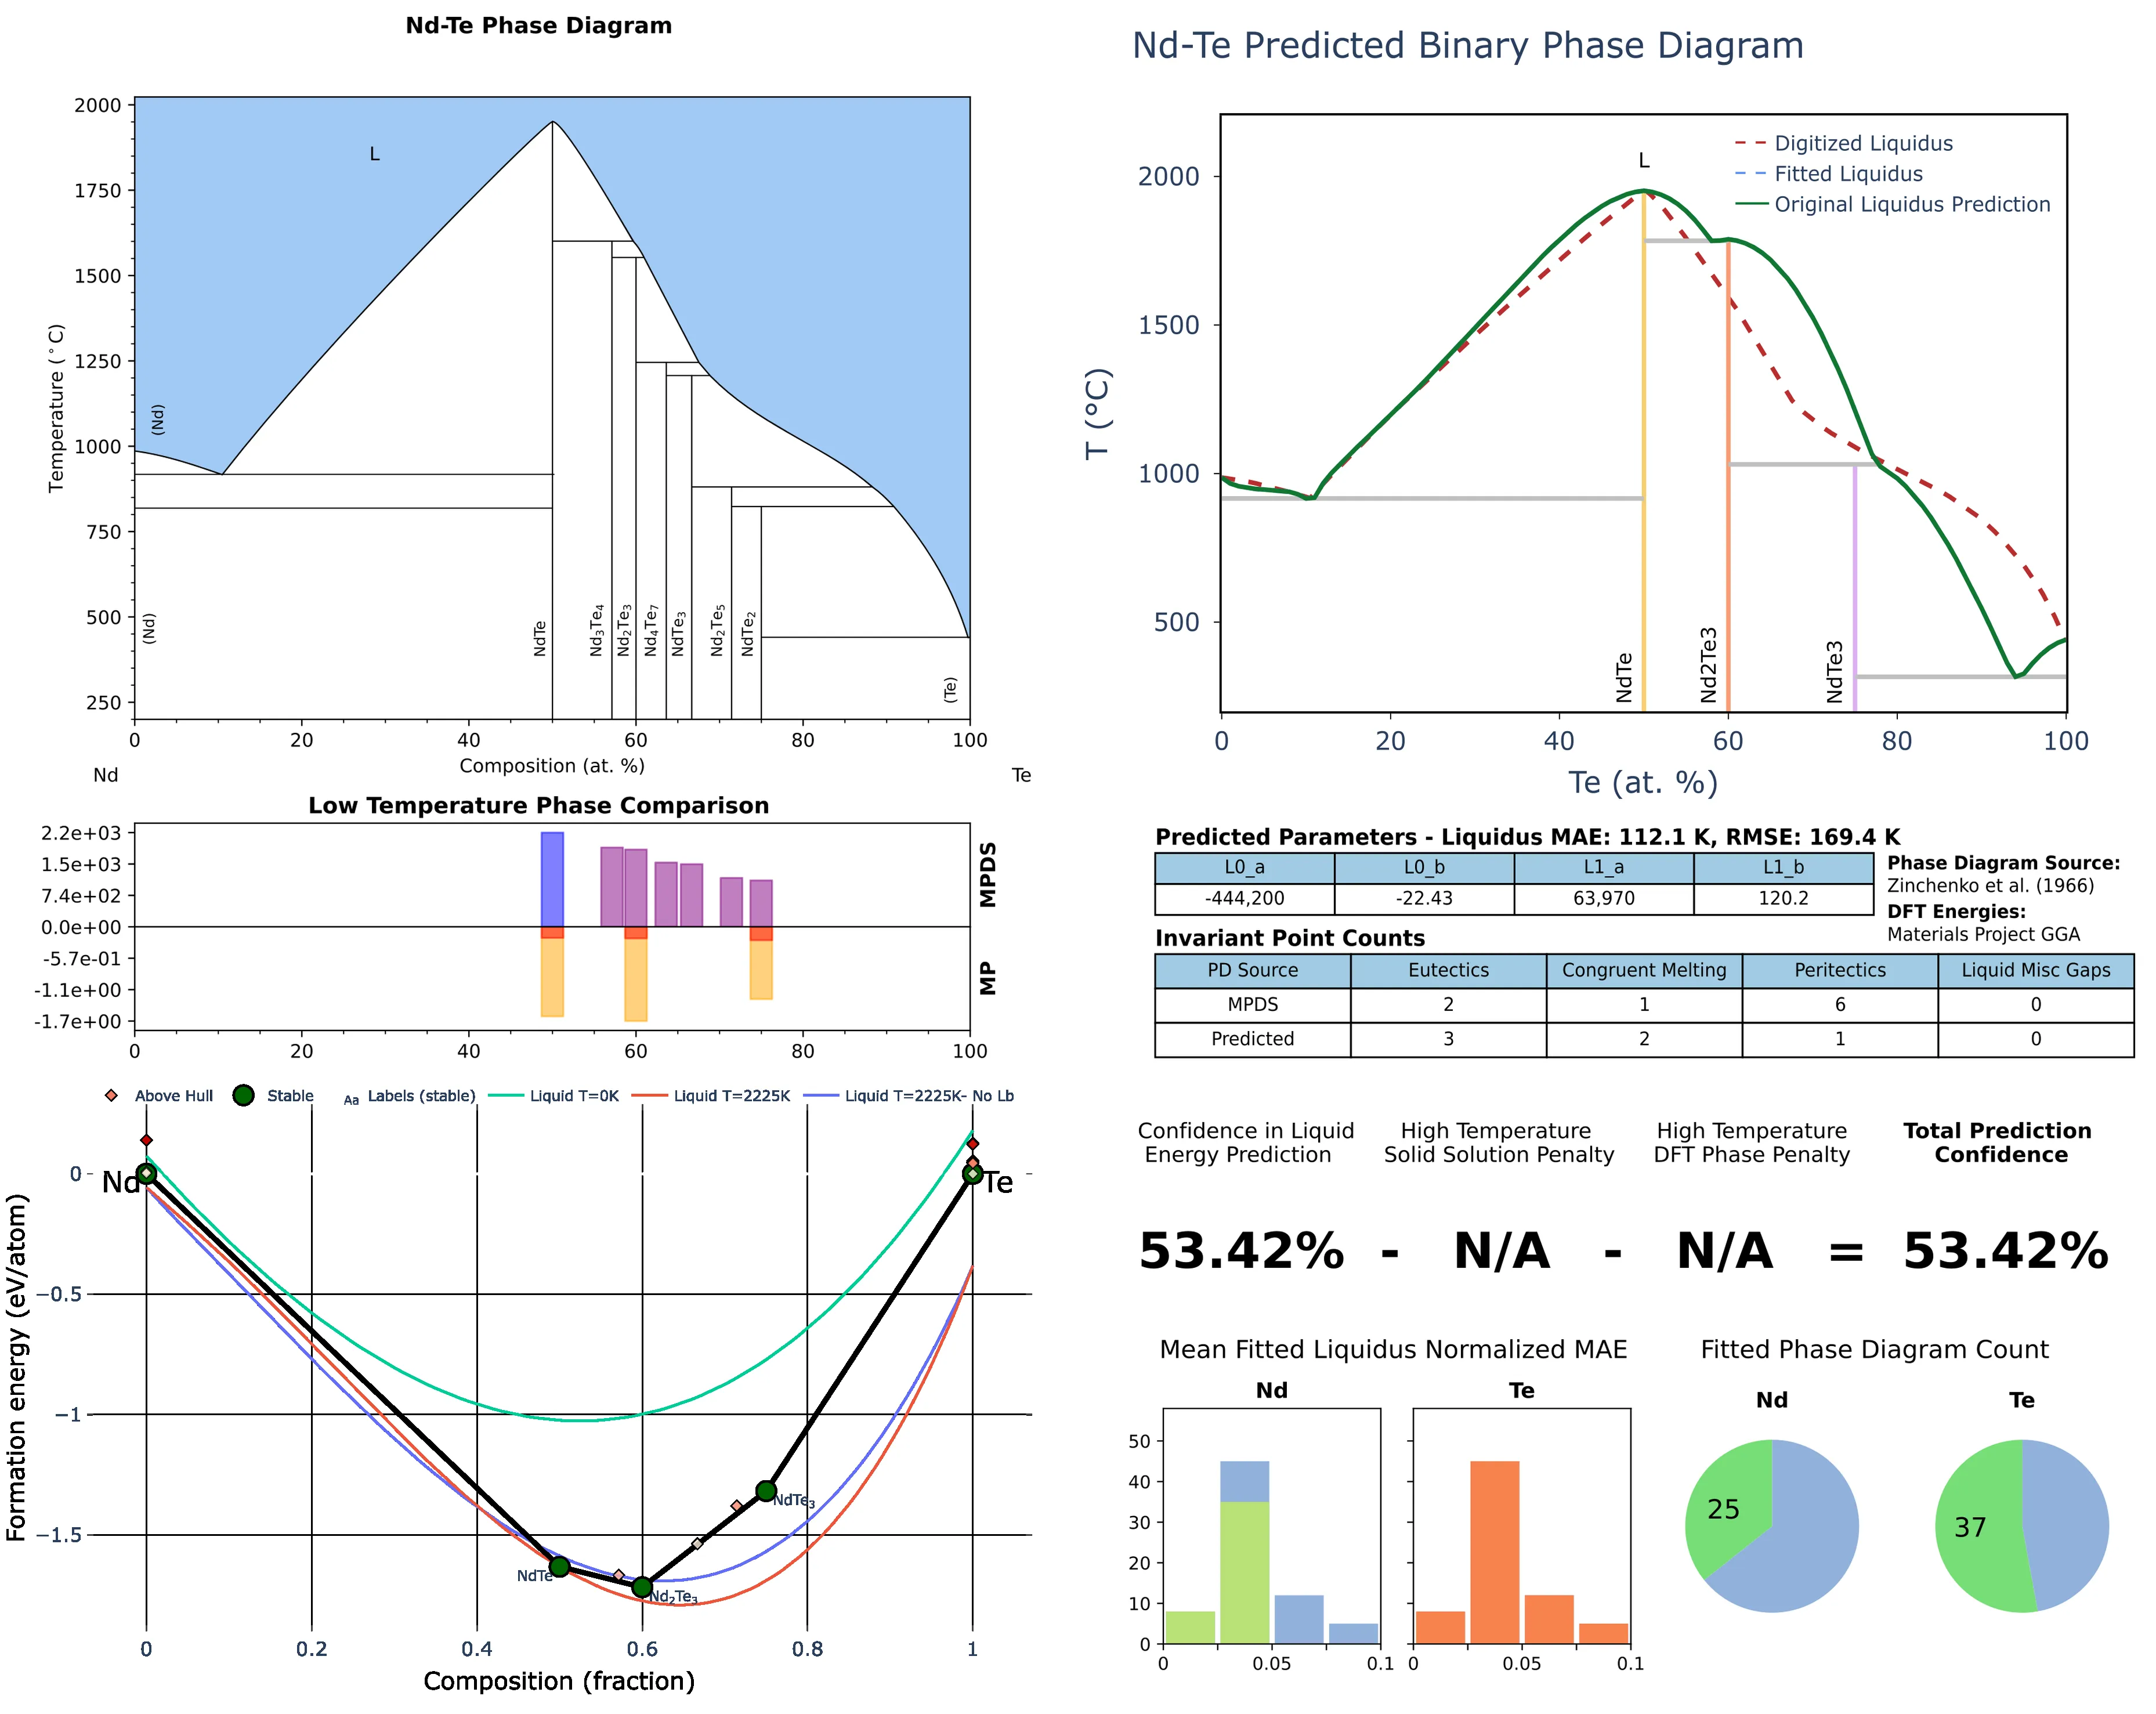 Nd-Te Phase Diagram
2000
1750
1500
1250
1000
750
500
250
Temperature (°C)
L
(Nd)
(Nd)
NdTe
Nd3Te4
Nd2Te3
Nd4Te7
NdTe3
Nd2Te5
NdTe2
(Te)
0 20 40 60 80 100
Nd Composition (at. %) Te
Low Temperature Phase Comparison
2.2e+03
1.5e+03
7.4e+02
0.0e+00
-5.7e-01
-1.1e+00
-1.7e+00
MPDS
MP
0 20 40 60 80 100
Above Hull Stable Aa Labels (stable) Liquid T=0K Liquid T=2225K Liquid T=2225K- No Lb
0
−0.5
−1
−1.5
Formation energy (eV/atom)
Nd
Te
NdTe
Nd2Te3
NdTe3
0 0.2 0.4 0.6 0.8 1
Composition (fraction)
Nd-Te Predicted Binary Phase Diagram
Digitized Liquidus
Fitted Liquidus
Original Liquidus Prediction
L
2000
1500
1000
500
T (°C)
NdTe
Nd2Te3
NdTe3
0 20 40 60 80 100
Te (at. %)
Predicted Parameters - Liquidus MAE: 112.1 K, RMSE: 169.4 K
L0_a L0_b L1_a L1_b
-444,200 -22.43 63,970 120.2
Phase Diagram Source:
Zinchenko et al. (1966)
DFT Energies:
Materials Project GGA
Invariant Point Counts
PD Source Eutectics Congruent Melting Peritectics Liquid Misc Gaps
MPDS 2 1 6 0
Predicted 3 2 1 0
Confidence in Liquid
Energy Prediction
High Temperature
Solid Solution Penalty
High Temperature
DFT Phase Penalty
Total Prediction
Confidence
53.42% - N/A - N/A = 53.42%
Mean Fitted Liquidus Normalized MAE
Nd
Te
50
40
30
20
10
0
0 0.05 0.1
0 0.05 0.1
Fitted Phase Diagram Count
Nd
Te
25
37